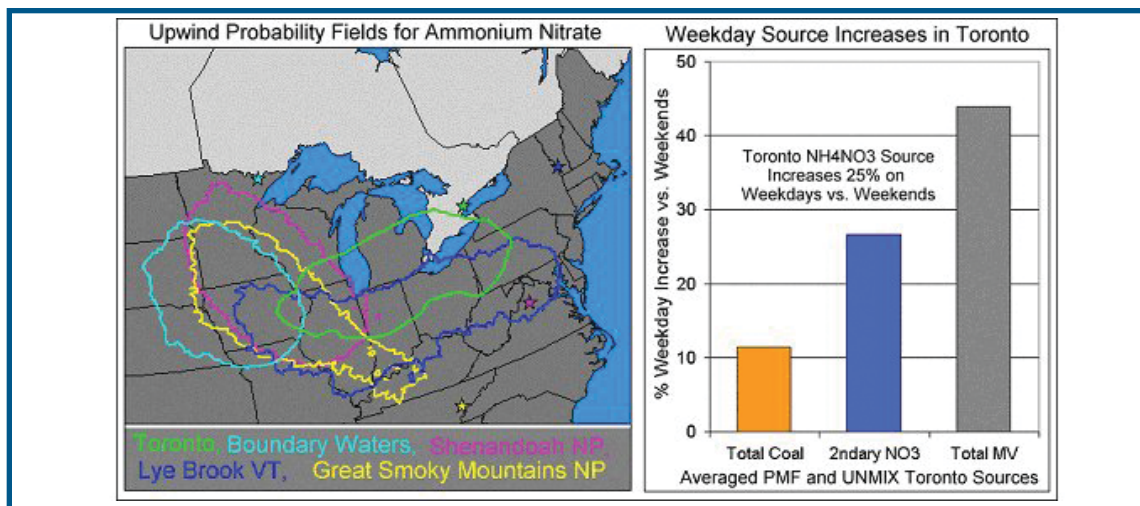 Upwind Probability Fields for Ammonium Nitrate
Toronto, Boundary Waters, Shenandoah NP,
Lye Brook VT, Great Smoky Mountains NP
Weekday Source Increases in Toronto
% Weekday Increase vs. Weekends
50
40
30
20
10
0
Toronto NH4NO3 Source
Increases 25% on
Weekdays vs. Weekends
Total Coal 2ndary NO3 Total MV
Averaged PMF and UNMIX Toronto Sources